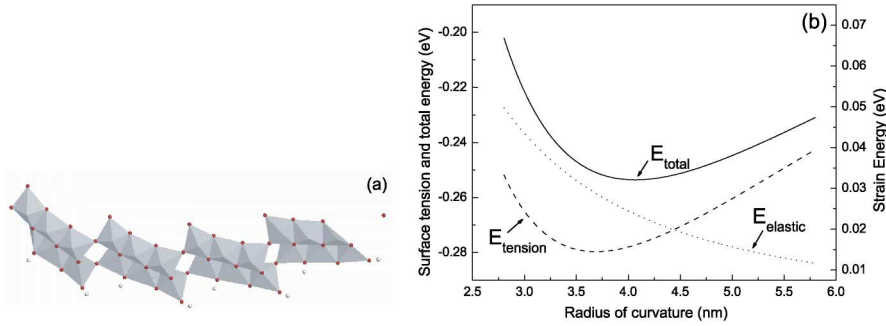 (a)
(b)
Surface tension and total energy (eV)
-0.20
-0.22
-0.24
-0.26
-0.28
E_total
E_tension
E_elastic
0.07
0.06
0.05
0.04
0.03
0.02
0.01
Strain Energy (eV)
2.5 3.0 3.5 4.0 4.5 5.0 5.5 6.0
Radius of curvature (nm)